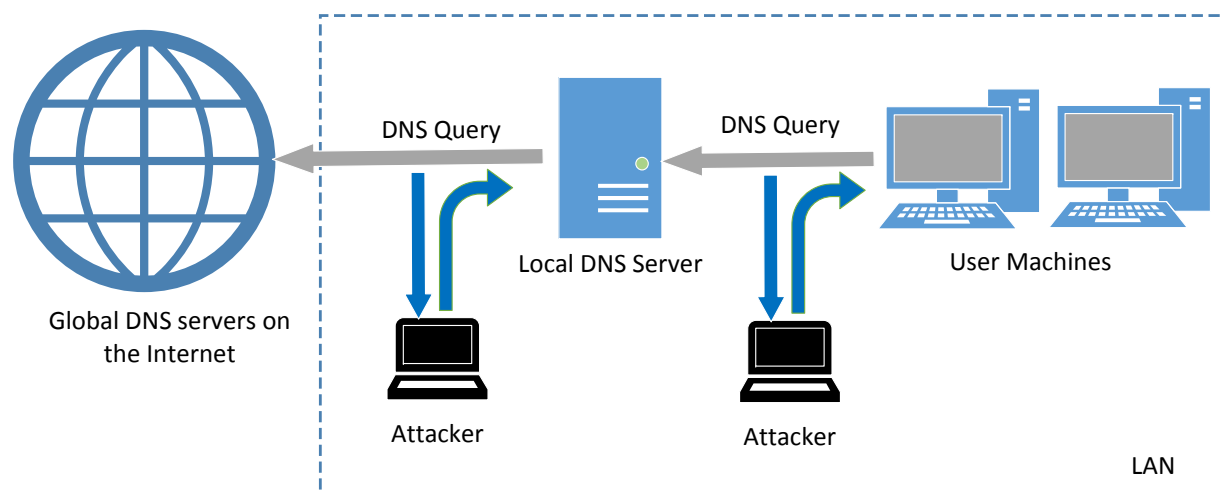 DNS Query
DNS Query
Local DNS Server
User Machines
Global DNS servers on
the Internet
Attacker
Attacker
LAN